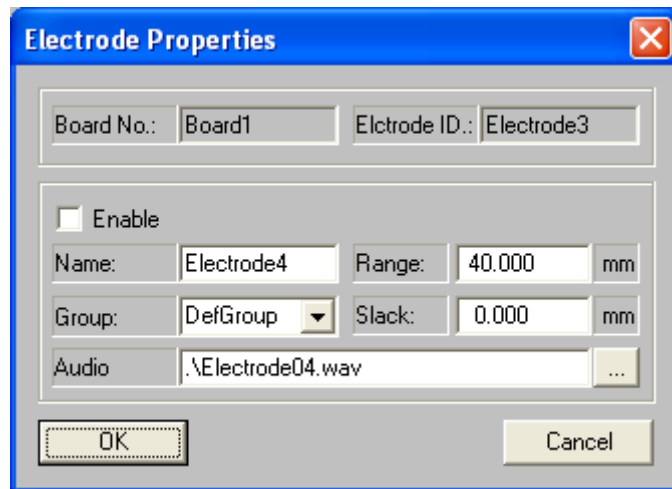 Electrode Properties
Board No.: Board1 Elctrode ID.: Electrode3
Enable
Name: Electrode4 Range: 40.000 mm
Group: DefGroup Slack: 0.000 mm
Audio .\Electrode04.wav ...
OK Cancel